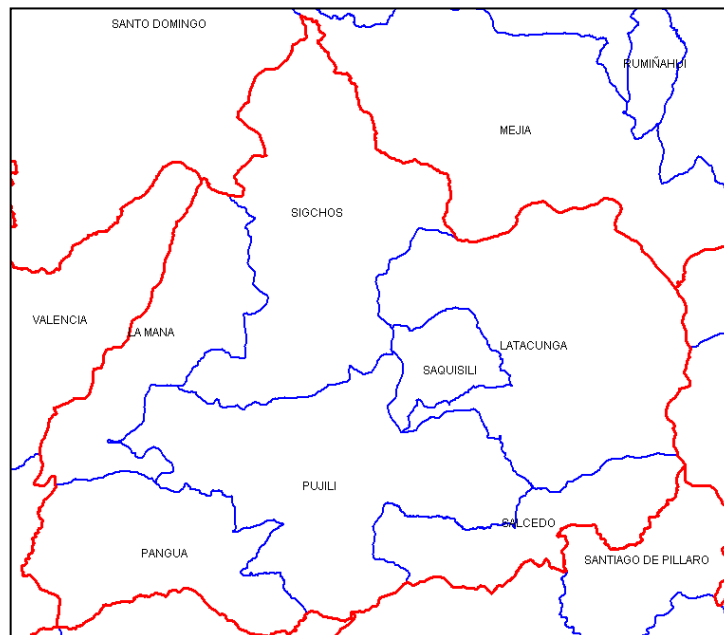 SANTO DOMINGO
RUMIÑAHUI
MEJIA
SIGCHOS
VALENCIA
LA MANA
LATACUNGA
SAQUISILI
PUJILI
SALCEDO
PANGUA
SANTIAGO DE PILLARO